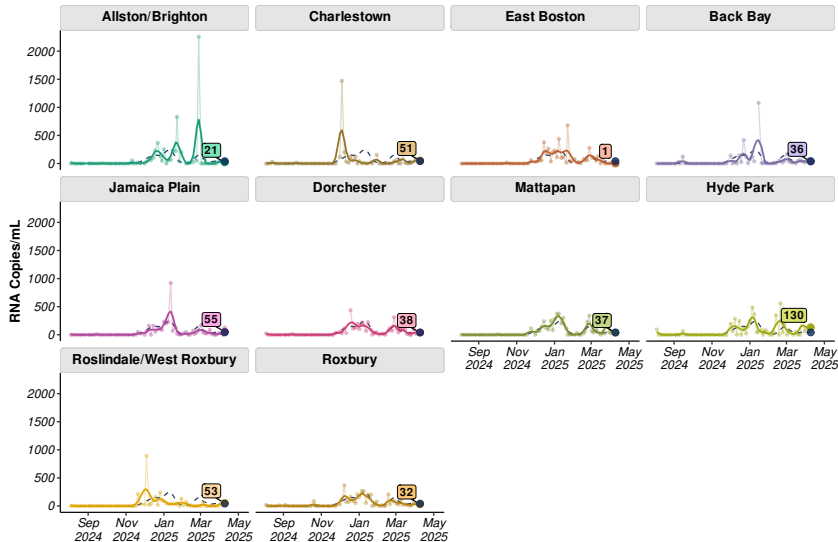 Allston/Brighton Charlestown East Boston Back Bay
2000
1500
1000
500
0
21 51 1 36
Jamaica Plain Dorchester Mattapan Hyde Park
RNA Copies/mL
2000
1500
1000
500
0
55 38 37 130
Sep Nov Jan Mar May Sep Nov Jan Mar May
2024 2024 2025 2025 2025 2024 2024 2025 2025 2025
Roslindale/West Roxbury Roxbury
2000
1500
1000
500
0
53 32
Sep Nov Jan Mar May Sep Nov Jan Mar May
2024 2024 2025 2025 2025 2024 2024 2025 2025 2025